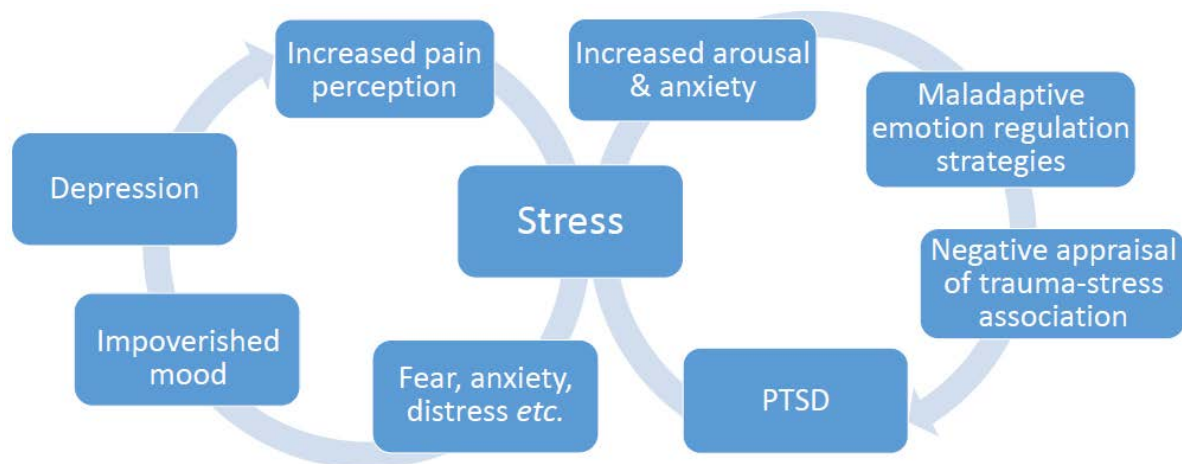 Increased pain
perception
Increased arousal
& anxiety
Maladaptive
emotion regulation
strategies
Depression
Stress
Negative appraisal
of trauma-stress
association
Impoverished
mood
Fear, anxiety,
distress etc.
PTSD